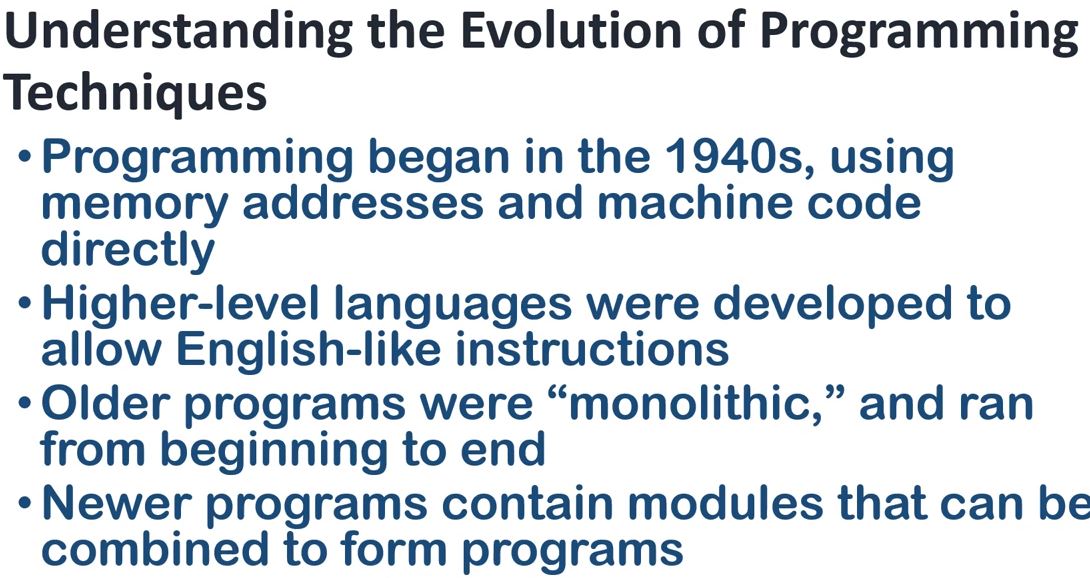 Understanding the Evolution of Programming
Techniques
• Programming began in the 1940s, using
memory addresses and machine code
directly
• Higher-level languages were developed to
allow English-like instructions
• Older programs were “monolithic,” and ran
from beginning to end
• Newer programs contain modules that can be
combined to form programs